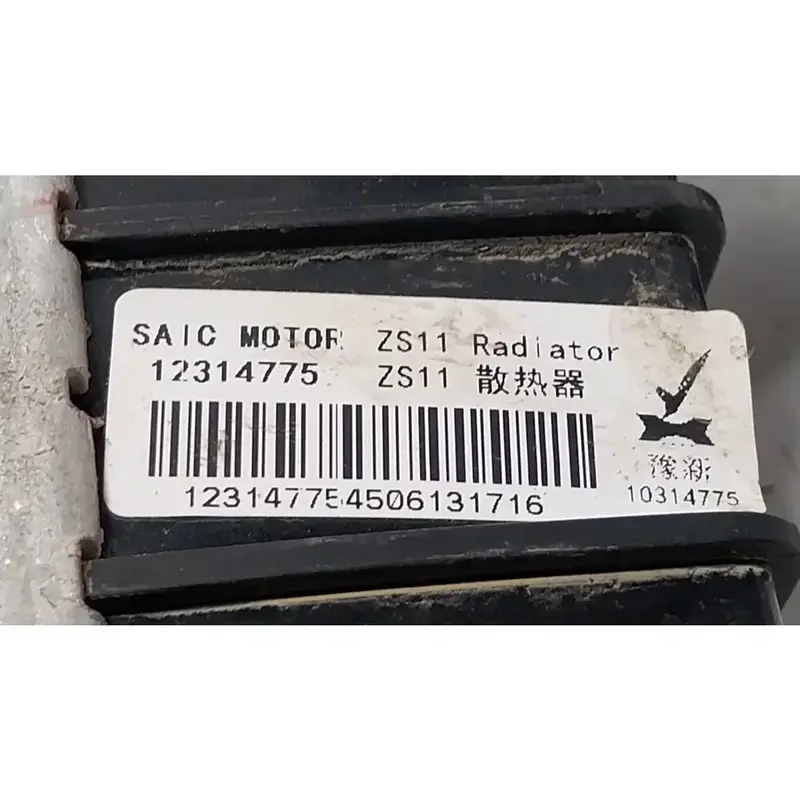 SAIC MOTOR ZS11 Radiator
12314775 ZS11 散热器
123147754506131716
豫新
10314775